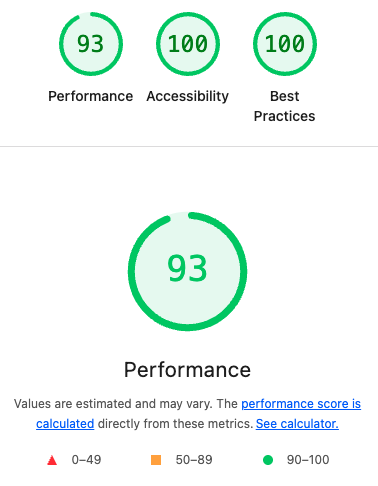 93
100
100
Performance
Accessibility
Best
Practices
93
Performance
Values are estimated and may vary. The performance score is
calculated directly from these metrics. See calculator.
0–49
50–89
90–100